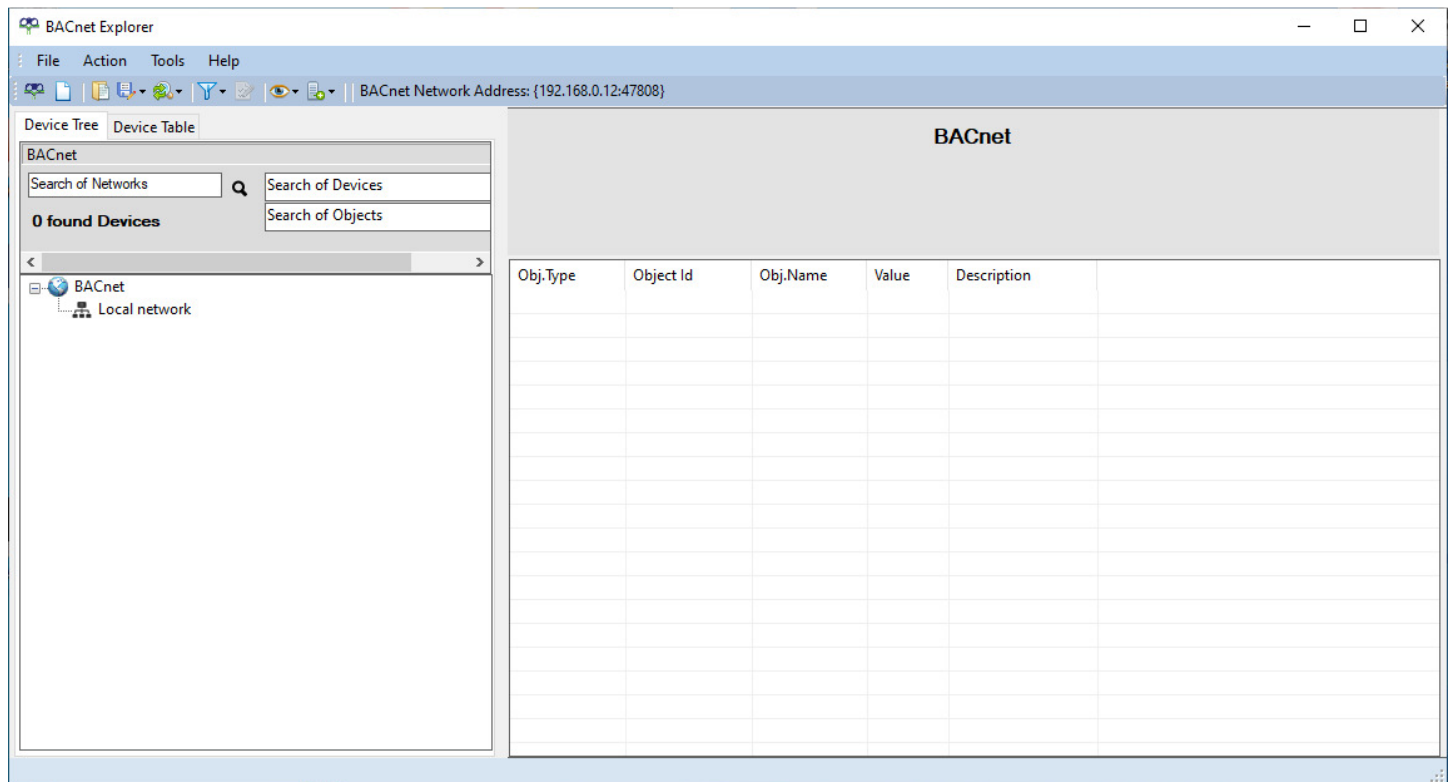 BACnet Explorer
File Action Tools Help
BACnet Network Address: {192.168.0.12:47808}
Device Tree Device Table
BACnet
BACnet
Search of Networks Search of Devices
0 found Devices Search of Objects
Obj.Type Object Id Obj.Name Value Description
BACnet
Local network